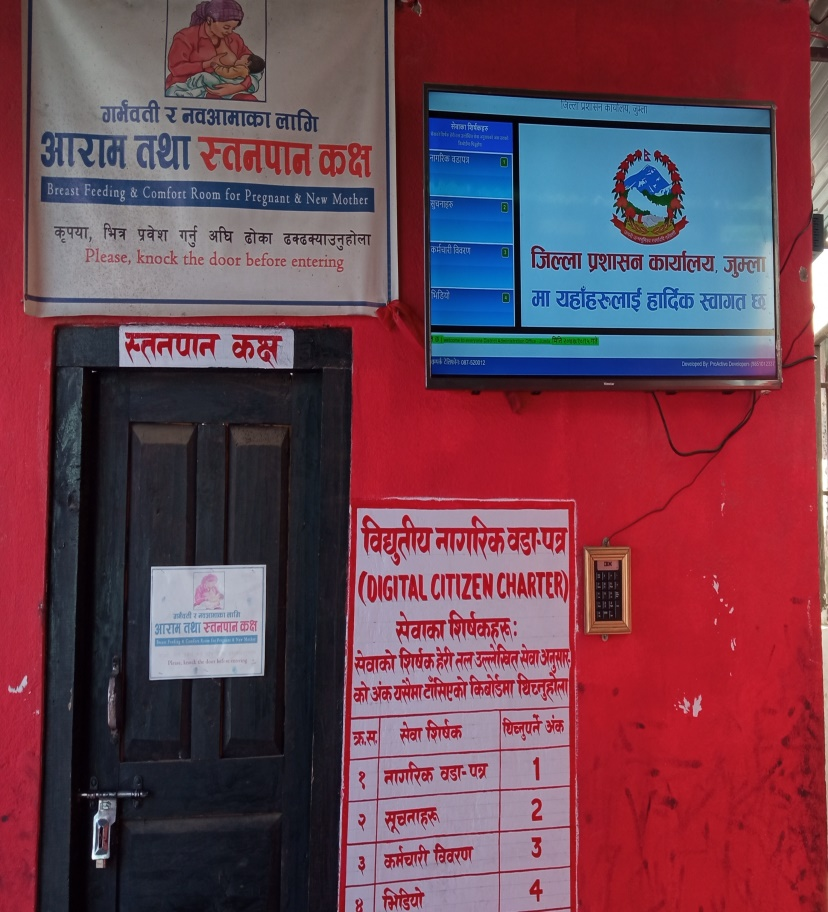 गर्भवती र नवआमाका लागि
आराम तथा स्तनपान कक्ष
Breast Feeding & Comfort Room for Pregnant & New Mother
कृपया, भित्र प्रवेश गर्नु अघि ढोका ढक्ढक्याउनुहोला
Please, knock the door before entering
स्तनपान कक्ष
गर्भवती र नवआमाका लागि
आराम तथा स्तनपान कक्ष
Breast Feeding & Comfort Room for Pregnant & New Mother
Please, knock the door before entering
जिल्ला प्रशासन कार्यालय, जुम्ला
सेवाका शिर्षकहरु
नागरिक वडापत्र
सुचनाहरु
कर्मचारी विवरण
भिडियो
जिल्ला प्रशासन कार्यालय, जुम्ला
मा यहाँहरुलाई हार्दिक स्वागत छ
087-520012
Developed By: ProActive Developers
विद्युतीय नागरिक वडा-पत्र
(DIGITAL CITIZEN CHARTER)
सेवाका शिर्षकहरु:
सेवाको शिर्षक हेरी तल उल्लेखित सेवा अनुसार
को अंक यसैमा टाँसिएको किबोर्डमा थिच्नुहोला
क्र.स. सेवा शिर्षक थिच्नुपर्ने अंक
१ नागरिक वडा-पत्र 1
२ सूचनाहरु 2
३ कर्मचारी विवरण 3
४ भिडियो 4